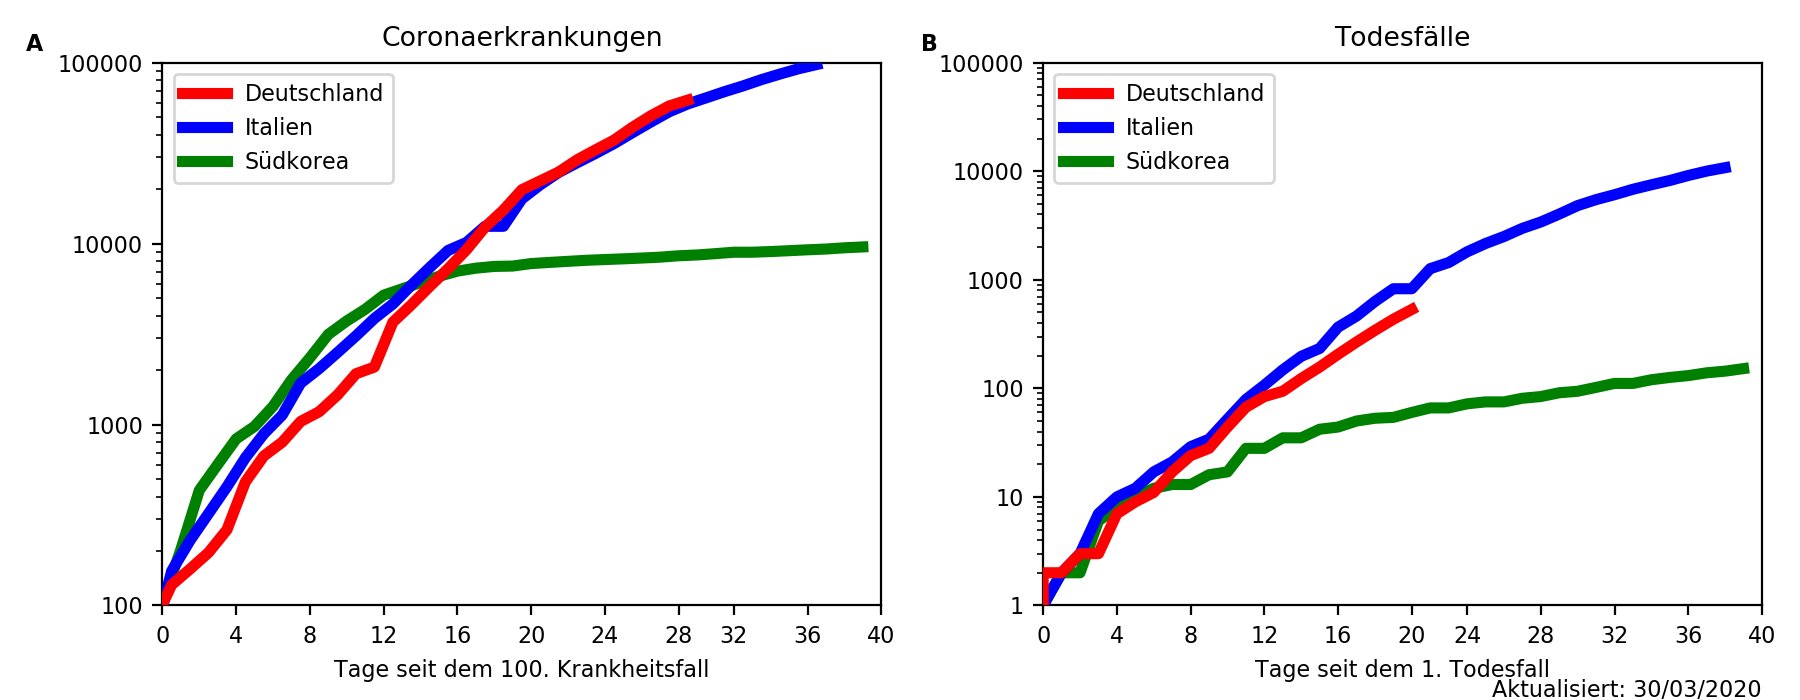 A
Coronaerkrankungen
100000
10000
1000
100
Deutschland
Italien
Südkorea
0 4 8 12 16 20 24 28 32 36 40
Tage seit dem 100. Krankheitsfall
B
Todesfälle
100000
10000
1000
100
10
1
Deutschland
Italien
Südkorea
0 4 8 12 16 20 24 28 32 36 40
Tage seit dem 1. Todesfall
Aktualisiert: 30/03/2020